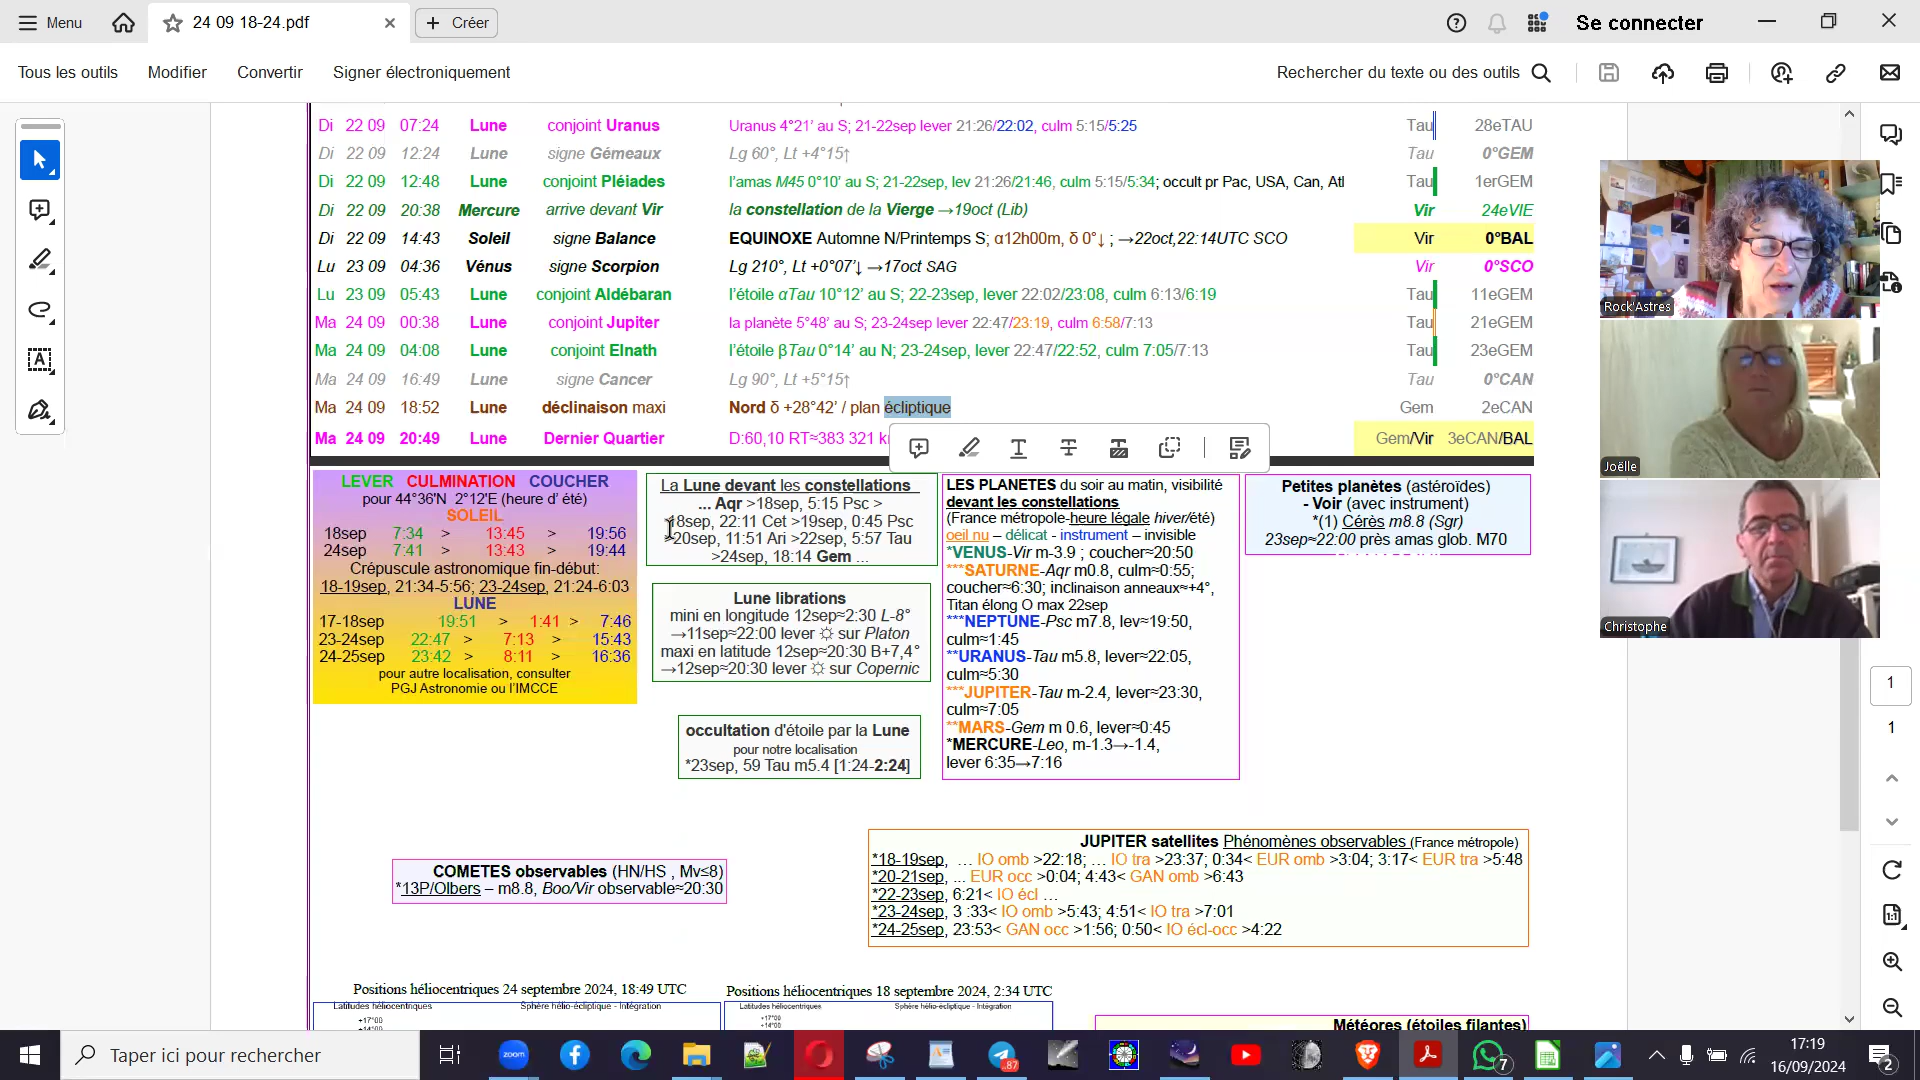 Menu
24 09 18-24.pdf
Créer
Se connecter
Tous les outils
Modifier
Convertir
Signer électroniquement
Rechercher du texte ou des outils
Di 22 09 07:24 Lune conjoint Uranus Uranus 4°21' au S; 21-22sep lever 21:26/22:02, culm 5:15/5:25 Tau 28eTAU
Di 22 09 12:24 Lune signe Gémeaux Lg 60°, Lt +4°15↑ Tau 0°GEM
Di 22 09 12:48 Lune conjoint Pléiades l'amas M45 0°10' au S; 21-22sep, lev 21:26/21:46, culm 5:15/5:34; occult pr Pac, USA, Can, Atl Tau 1erGEM
Di 22 09 20:38 Mercure arrive devant Vir la constellation de la Vierge →19oct (Lib) Vir 24eVIE
Di 22 09 14:43 Soleil signe Balance EQUINOXE Automne N/Printemps S; α12h00m, δ 0°↓ ; →22oct,22:14UTC SCO Vir 0°BAL
Lu 23 09 04:36 Vénus signe Scorpion Lg 210°, Lt +0°07'↓ →17oct SAG Vir 0°SCO
Lu 23 09 05:43 Lune conjoint Aldébaran l'étoile αTau 10°12' au S; 22-23sep, lever 22:02/23:08, culm 6:13/6:19 Tau 11eGEM
Ma 24 09 00:38 Lune conjoint Jupiter la planète 5°48' au S; 23-24sep lever 22:47/23:19, culm 6:58/7:13 Tau 21eGEM
Ma 24 09 04:08 Lune conjoint Elnath l'étoile βTau 0°14' au N; 23-24sep, lever 22:47/22:52, culm 7:05/7:13 Tau 23eGEM
Ma 24 09 16:49 Lune signe Cancer Lg 90°, Lt +5°15↑ Tau 0°CAN
Ma 24 09 18:52 Lune déclinaison maxi Nord δ +28°42' / plan écliptique Gem 2eCAN
Ma 24 09 20:49 Lune Dernier Quartier D:60,10 RT≈383 321 Gem/Vir 3eCAN/BAL
LEVER CULMINATION COUCHER
pour 44°36'N 2°12'E (heure d' été)
SOLEIL
18sep 7:34 > 13:45 > 19:56
24sep 7:41 > 13:43 > 19:44
Crépuscule astronomique fin-début:
18-19sep, 21:34-5:56; 23-24sep, 21:24-6:03
LUNE
17-18sep 19:51 > 1:41 > 7:46
23-24sep 22:47 > 7:13 > 15:43
24-25sep 23:42 > 8:11 > 16:36
pour autre localisation, consulter
PGJ Astronomie ou l'IMCCE
La Lune devant les constellations
... Aqr >18sep, 5:15 Psc >
18sep, 22:11 Cet >19sep, 0:45 Psc
>20sep, 11:51 Ari >22sep, 5:57 Tau
>24sep, 18:14 Gem ...
Lune librations
mini en longitude 12sep≈2:30 L-8°
→11sep≈22:00 lever ☼ sur Platon
maxi en latitude 12sep≈20:30 B+7,4°
→12sep≈20:30 lever ☼ sur Copernic
occultation d'étoile par la Lune
pour notre localisation
*23sep, 59 Tau m5.4 [1:24-2:24]
LES PLANETES du soir au matin, visibilité
devant les constellations
(France métropole-heure légale hiver/été)
oeil nu – délicat - instrument – invisible
*VENUS-Vir m-3.9 ; coucher≈20:50
***SATURNE-Aqr m0.8, culm≈0:55;
coucher≈6:30; inclinaison anneaux≈+4°,
Titan élong O max 22sep
***NEPTUNE-Psc m7.8, lev≈19:50,
culm≈1:45
**URANUS-Tau m5.8, lever≈22:05,
culm≈5:30
***JUPITER-Tau m-2.4, lever≈23:30,
culm≈7:05
**MARS-Gem m 0.6, lever≈0:45
*MERCURE-Leo, m-1.3→-1.4,
lever 6:35→7:16
Petites planètes (astéroïdes)
- Voir (avec instrument)
*(1) Cérès m8.8 (Sgr)
23sep≈22:00 près amas glob. M70
COMETES observables (HN/HS , Mv≤8)
*13P/Olbers – m8.8, Boo/Vir observable≈20:30
JUPITER satellites Phénomènes observables (France métropole)
*18-19sep, ... IO omb >22:18; ... IO tra >23:37; 0:34< EUR omb >3:04; 3:17< EUR tra >5:48
*20-21sep, ... EUR occ >0:04; 4:43< GAN omb >6:43
*22-23sep, 6:21< IO écl ...
*23-24sep, 3 :33< IO omb >5:43; 4:51< IO tra >7:01
*24-25sep, 23:53< GAN occ >1:56; 0:50< IO écl-occ >4:22
Positions héliocentriques 24 septembre 2024, 18:49 UTC
Latitudes héliocentriques Sphère hélio-écliptique - Intégration
+17°00
Positions héliocentriques 18 septembre 2024, 2:34 UTC
Latitudes héliocentriques Sphère hélio-écliptique - Intégration
+17°00
+14°00
Météores (étoiles filantes)
Rock'Astres
Joëlle
Christophe
1
1
Taper ici pour rechercher
zoom
87
7
17:19
16/09/2024
2